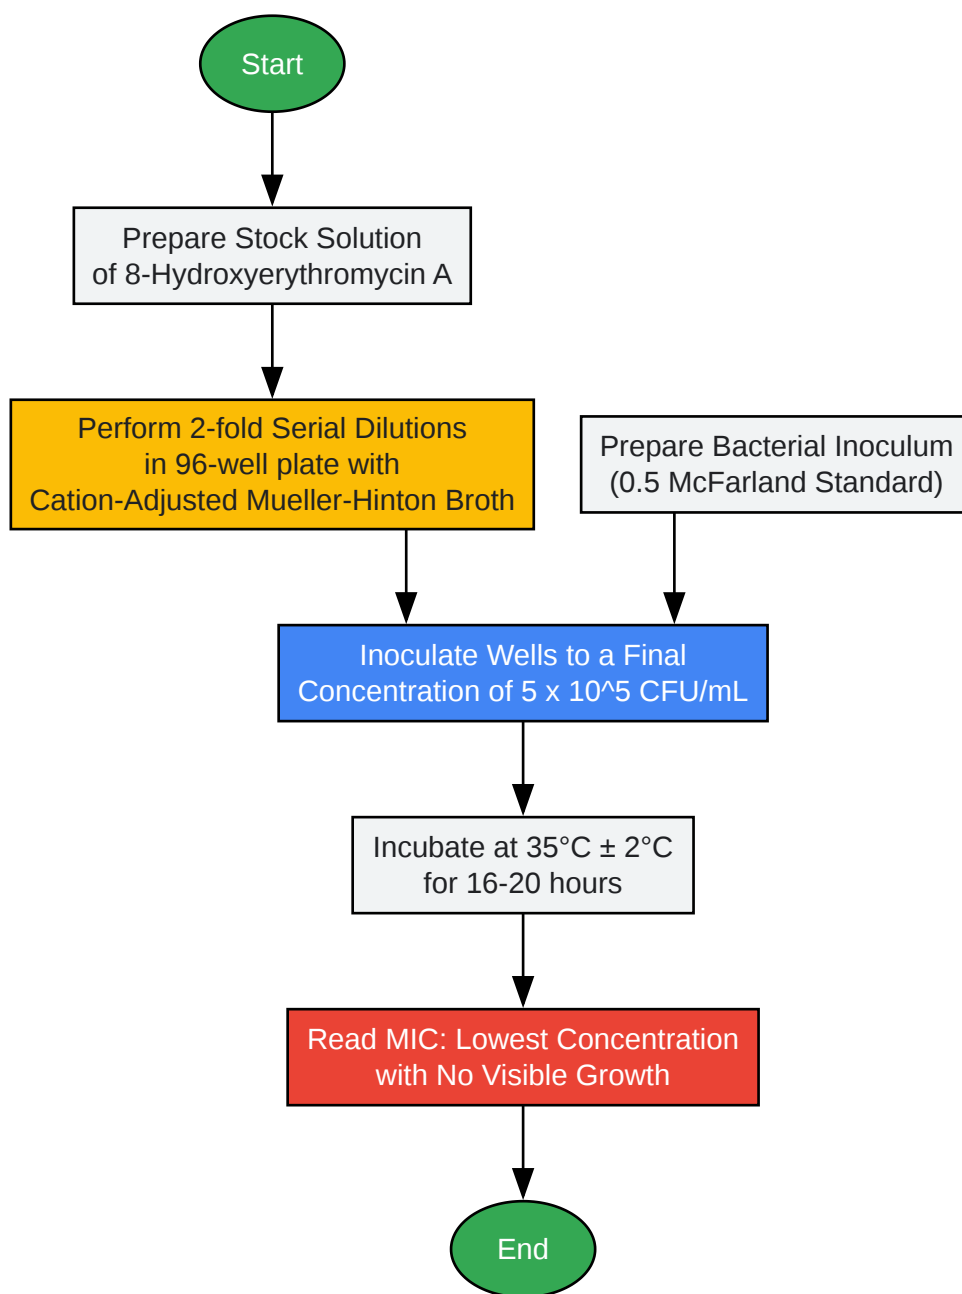 Start
Prepare Stock Solution
of 8-Hydroxyerythromycin A
Perform 2-fold Serial Dilutions
in 96-well plate with
Cation-Adjusted Mueller-Hinton Broth
Prepare Bacterial Inoculum
(0.5 McFarland Standard)
Inoculate Wells to a Final
Concentration of 5 x 10^5 CFU/mL
Incubate at 35°C ± 2°C
for 16-20 hours
Read MIC: Lowest Concentration
with No Visible Growth
End